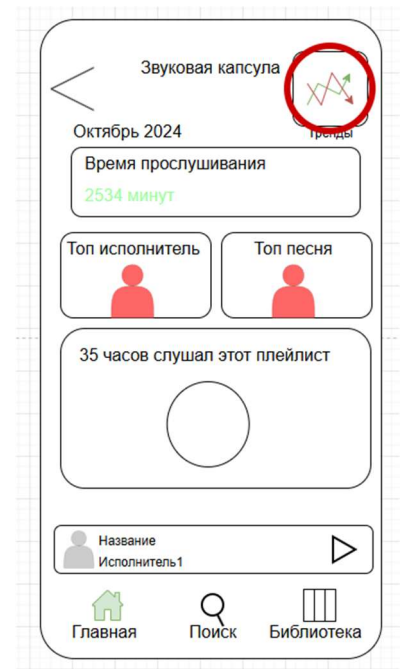 Звуковая капсула
Октябрь 2024
Тренды
Время прослушивания
2534 минут
Топ исполнитель
Топ песня
35 часов слушал этот плейлист
Название
Исполнитель1
Главная
Поиск
Библиотека